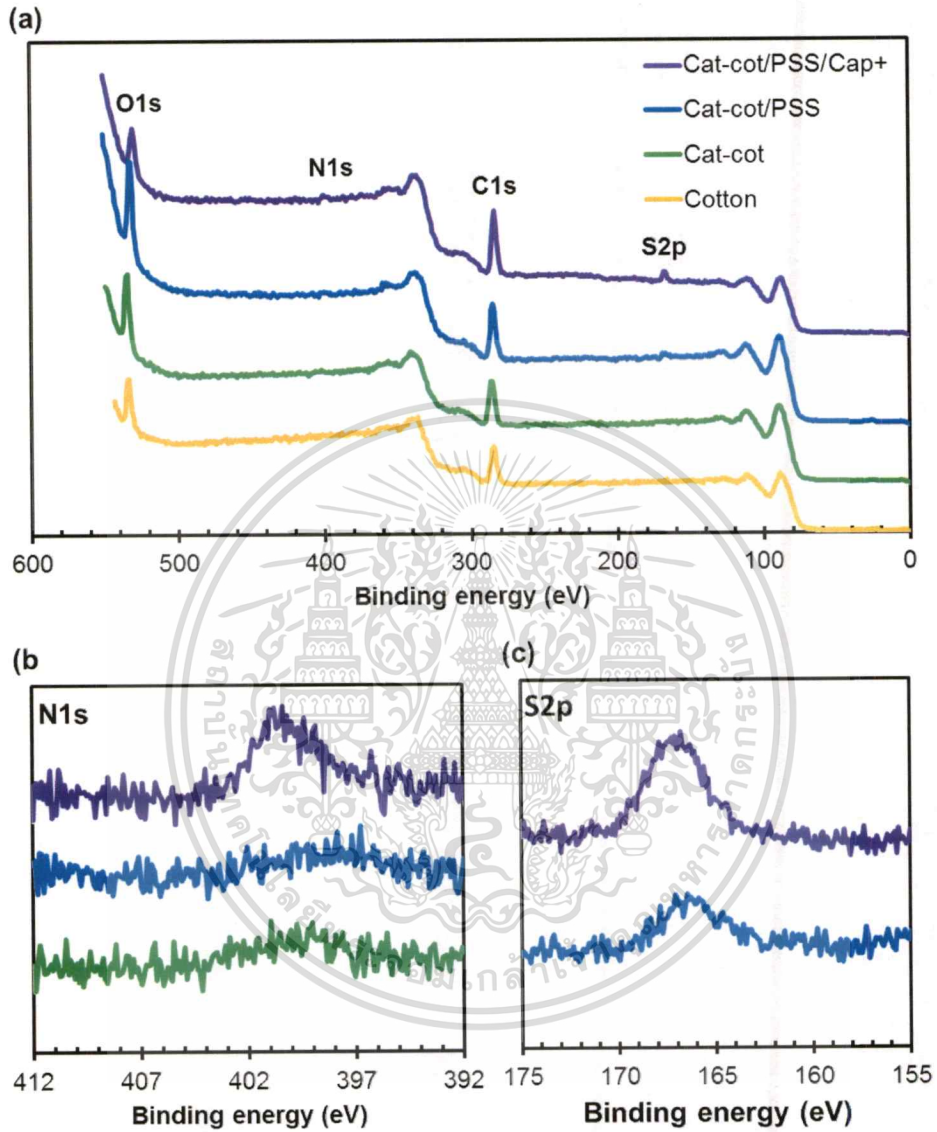 (a)
Cat-cot/PSS/Cap+
Cat-cot/PSS
Cat-cot
Cotton
O1s
N1s
C1s
S2p
600 500 400 300 200 100 0
Binding energy (eV)
(b)
N1s
412 407 402 397 392
Binding energy (eV)
(c)
S2p
175 170 165 160 155
Binding energy (eV)